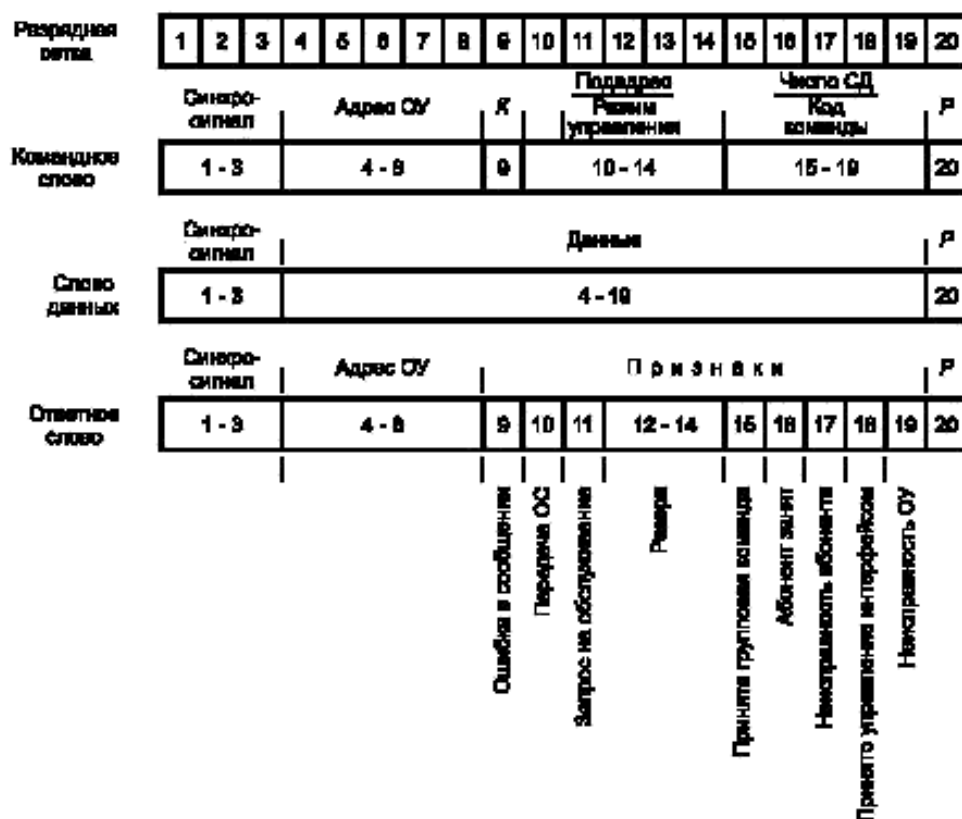 Разрядная
сетка
1 2 3 4 5 6 7 8 9 10 11 12 13 14 15 16 17 18 19 20
Синхро-
сигнал
Адрес ОУ
К
Подадрес
Режим
управления
Число СД
Код
команды
Р
Командное
слово
1 - 3
4 - 8
9
10 - 14
15 - 19
20
Синхро-
сигнал
Данные
Р
Слово
данных
1 - 3
4 - 19
20
Синхро-
сигнал
Адрес ОУ
Признаки
Р
Ответное
слово
1 - 3
4 - 8
9
10
11
12 - 14
15
16
17
18
19
20
Ошибка в сообщении
Передача ОС
Запрос на обслуживание
Резерв
Принята групповая команда
Абонент занят
Неисправность абонента
Принято управление интерфейсом
Неисправность ОУ